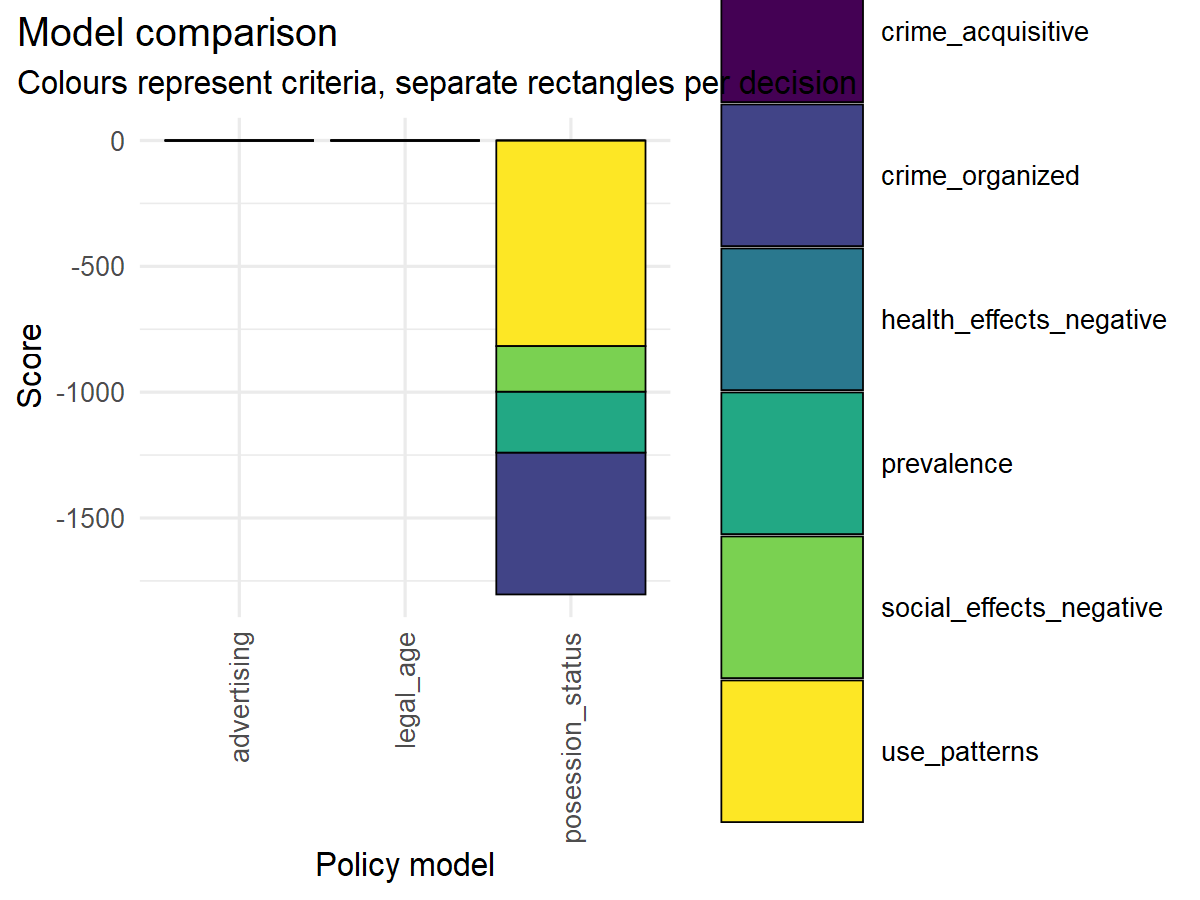 Model comparison
Colours represent criteria, separate rectangles per decision
0
-500
-1000
-1500
Score
advertising
legal_age
posession_status
Policy model
crime_acquisitive
crime_organized
health_effects_negative
prevalence
social_effects_negative
use_patterns